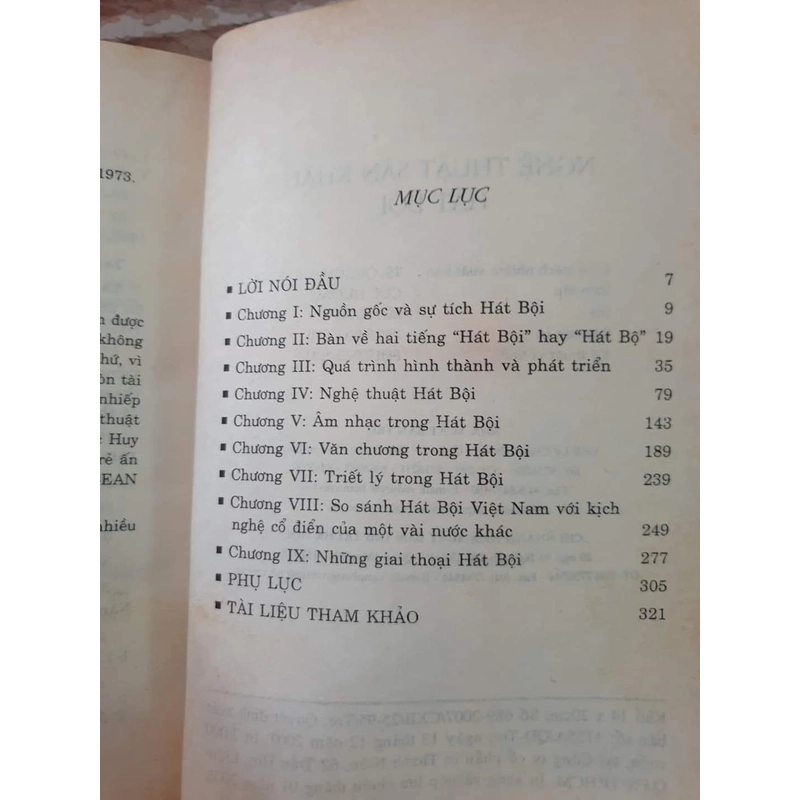 1973.
được
không
hứ, vì
òn tài
nhiếp
thuật
Huy
rẻ ấn
EAN
nhiều
MỤC LỤC
■ LỜI NÓI ĐẦU 7
■ Chương I: Nguồn gốc và sự tích Hát Bội 9
■ Chương II: Bàn về hai tiếng “Hát Bội” hay “Hát Bộ” 19
■ Chương III: Quá trình hình thành và phát triển 35
■ Chương IV: Nghệ thuật Hát Bội 79
■ Chương V: Âm nhạc trong Hát Bội 143
■ Chương VI: Văn chương trong Hát Bội 189
■ Chương VII: Triết lý trong Hát Bội 239
■ Chương VIII: So sánh Hát Bội Việt Nam với kịch
nghệ cổ điển của một vài nước khác 249
■ Chương IX: Những giai thoại Hát Bội 277
■ PHỤ LỤC 305
■ TÀI LIỆU THAM KHẢO 321